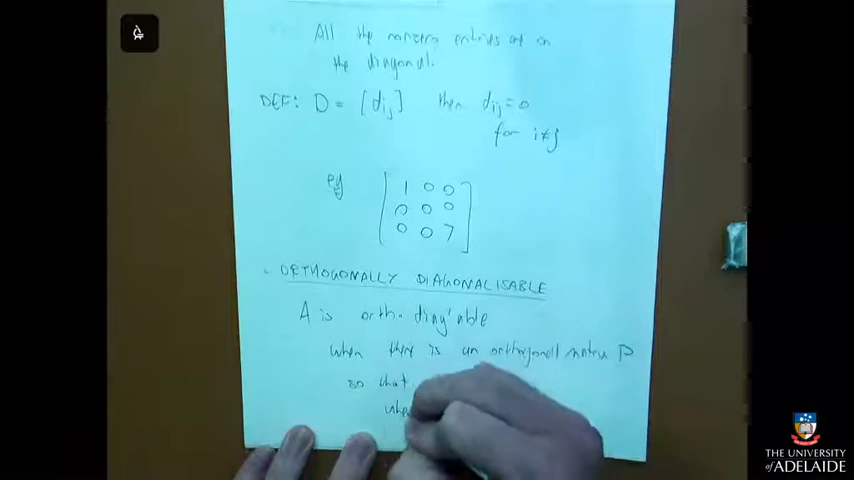 All the nonzero entries are on
the diagonal.
DEF: D = [dij] then dij = 0
for i≠j
eg [1 0 0
0 0 0
0 0 7]
ORTHOGONALLY DIAGONALISABLE
A is ortho. diag'able
when there is an orthogonal matrix P
so that
THE UNIVERSITY
of ADELAIDE